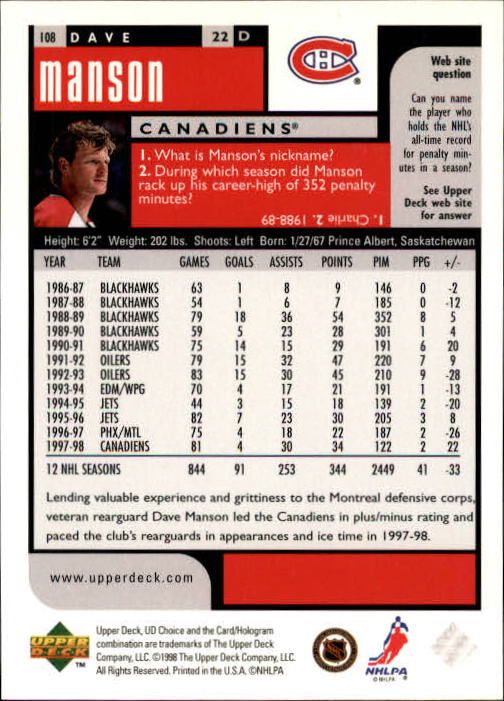 108 DAVE 22 D
manson
Web site
question
Can you name
the player who
holds the NHL's
all-time record
for penalty min-
utes in a season?
See Upper
Deck web site
for answer
CANADIENS®
1. What is Manson's nickname?
2. During which season did Manson
rack up his career-high of 352 penalty
minutes?
1. Charlie 2. 1988-89
Height: 6'2" Weight: 202 lbs. Shoots: Left Born: 1/27/67 Prince Albert, Saskatchewan
YEAR TEAM GAMES GOALS ASSISTS POINTS PIM PPG +/-
1986-87 BLACKHAWKS 63 1 8 9 146 0 -2
1987-88 BLACKHAWKS 54 1 6 7 185 0 -12
1988-89 BLACKHAWKS 79 18 36 54 352 8 5
1989-90 BLACKHAWKS 59 5 23 28 301 1 4
1990-91 BLACKHAWKS 75 14 15 29 191 6 20
1991-92 OILERS 79 15 32 47 220 7 9
1992-93 OILERS 83 15 30 45 210 9 -28
1993-94 EDM/WPG 70 4 17 21 191 1 -13
1994-95 JETS 44 3 15 18 139 2 -20
1995-96 JETS 82 7 23 30 205 3 8
1996-97 PHX/MTL 75 4 18 22 187 2 -26
1997-98 CANADIENS 81 4 30 34 122 2 22
12 NHL SEASONS 844 91 253 344 2449 41 -33
Lending valuable experience and grittiness to the Montreal defensive corps,
veteran rearguard Dave Manson led the Canadiens in plus/minus rating and
paced the club's rearguards in appearances and ice time in 1997-98.
www.upperdeck.com
UPPER
DECK
™
Upper Deck, UD Choice and the Card/Hologram
combination are trademarks of The Upper Deck
Company, LLC. ©1998 The Upper Deck Company, LLC.
All Rights Reserved. Printed in the U.S.A. ©NHLPA
NHLPA
© NHLPA